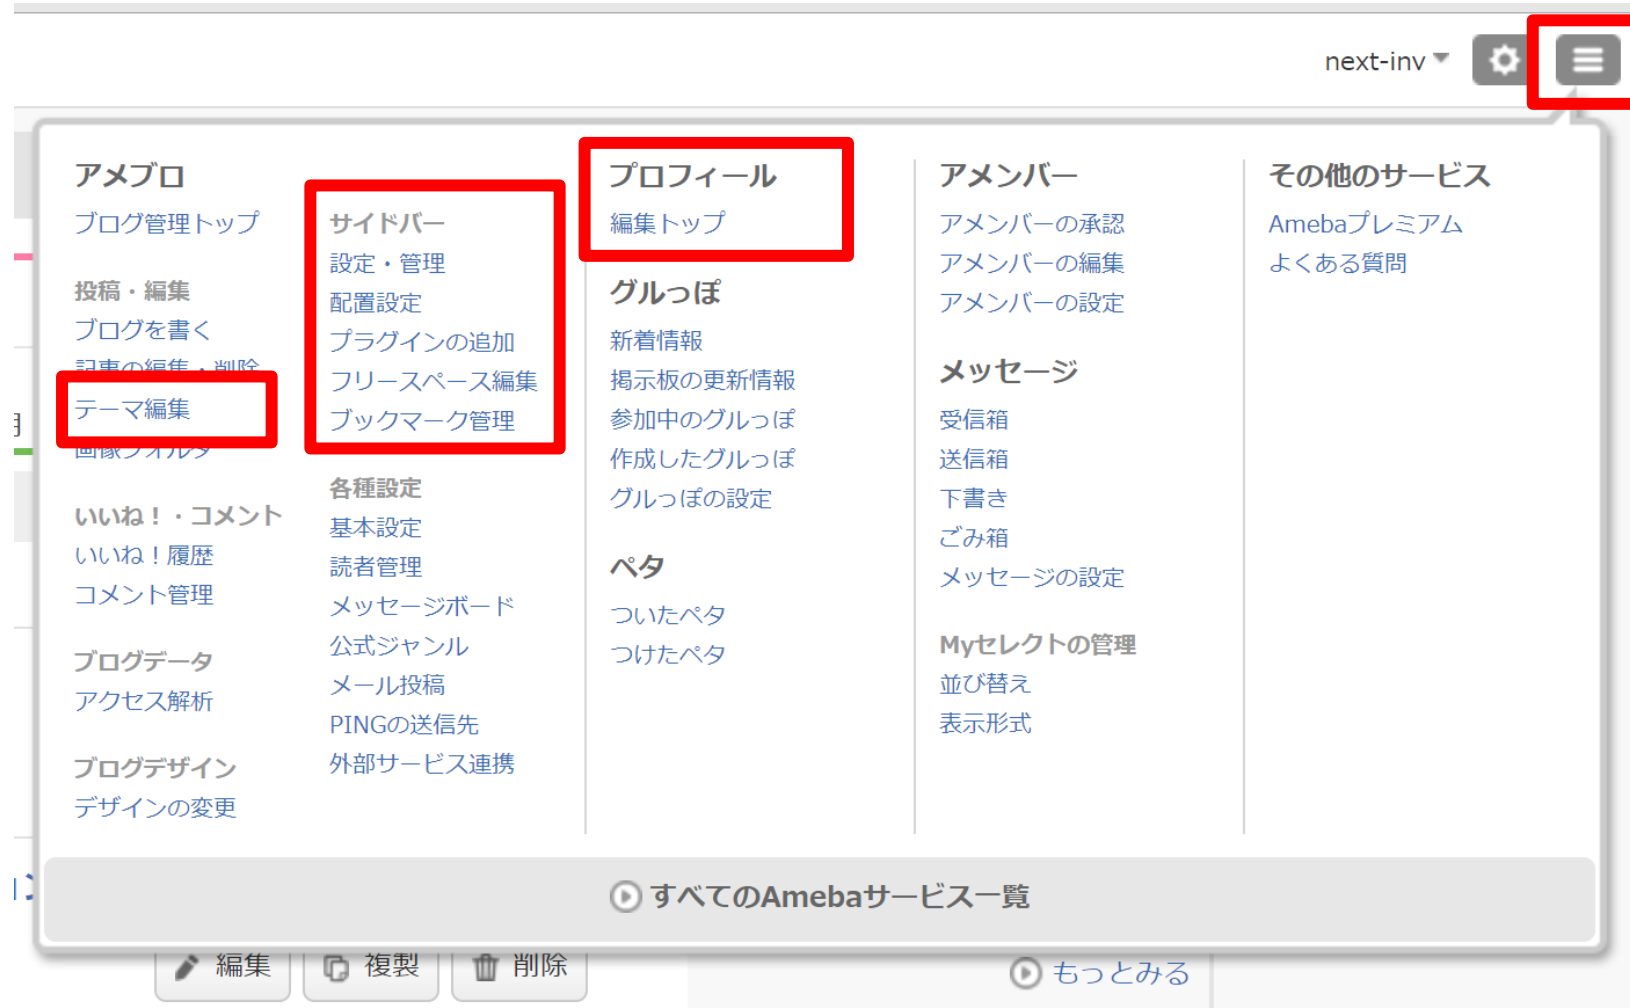 next-inv
アメブロ
ブログ管理トップ
投稿・編集
ブログを書く
記事の編集・削除
テーマ編集
画像フォルダ
いいね！・コメント
いいね！履歴
コメント管理
ブログデータ
アクセス解析
ブログデザイン
デザインの変更
サイドバー
設定・管理
配置設定
プラグインの追加
フリースペース編集
ブックマーク管理
各種設定
基本設定
読者管理
メッセージボード
公式ジャンル
メール投稿
PINGの送信先
外部サービス連携
プロフィール
編集トップ
グルっぽ
新着情報
掲示板の更新情報
参加中のグルっぽ
作成したグルっぽ
グルっぽの設定
ペタ
ついたペタ
つけたペタ
アメンバー
アメンバーの承認
アメンバーの編集
アメンバーの設定
メッセージ
受信箱
送信箱
下書き
ごみ箱
メッセージの設定
Myセレクトの管理
並び替え
表示形式
その他のサービス
Amebaプレミアム
よくある質問
すべてのAmebaサービス一覧
編集
複製
削除
もっとみる